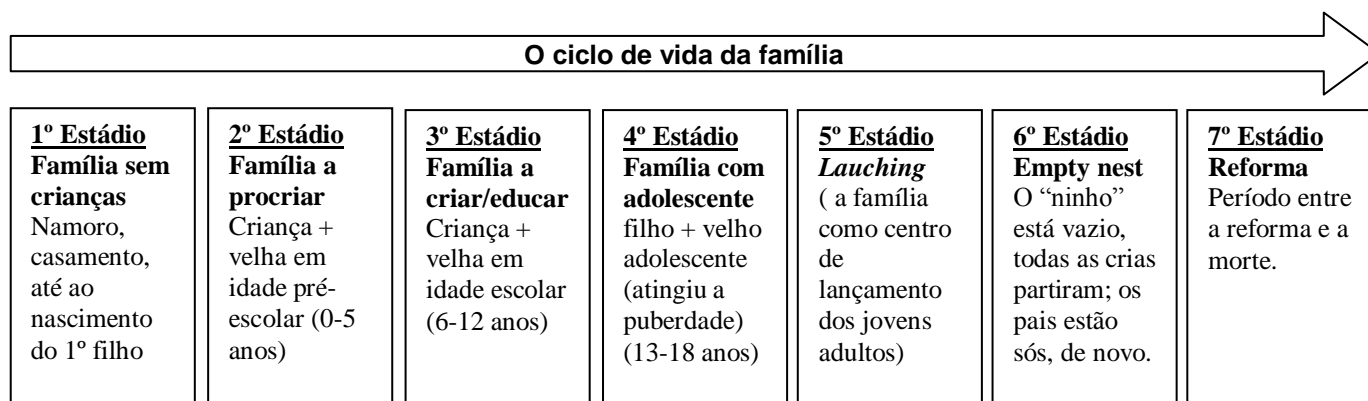 O ciclo de vida da família
1º Estádio
Família sem
crianças
Namoro,
casamento,
até ao
nascimento
do 1º filho
2º Estádio
Família a
procriar
Criança +
velha em
idade pré-
escolar (0-5
anos)
3º Estádio
Família a
criar/educar
Criança +
velha em
idade escolar
(6-12 anos)
4º Estádio
Família com
adolescente
filho + velho
adolescente
(atingiu a
puberdade)
(13-18 anos)
5º Estádio
Lauching
( a família
como centro
de
lançamento
dos jovens
adultos)
6º Estádio
Empty nest
O “ninho”
está vazio,
todas as crias
partiram; os
pais estão
sós, de novo.
7º Estádio
Reforma
Período entre
a reforma e a
morte.